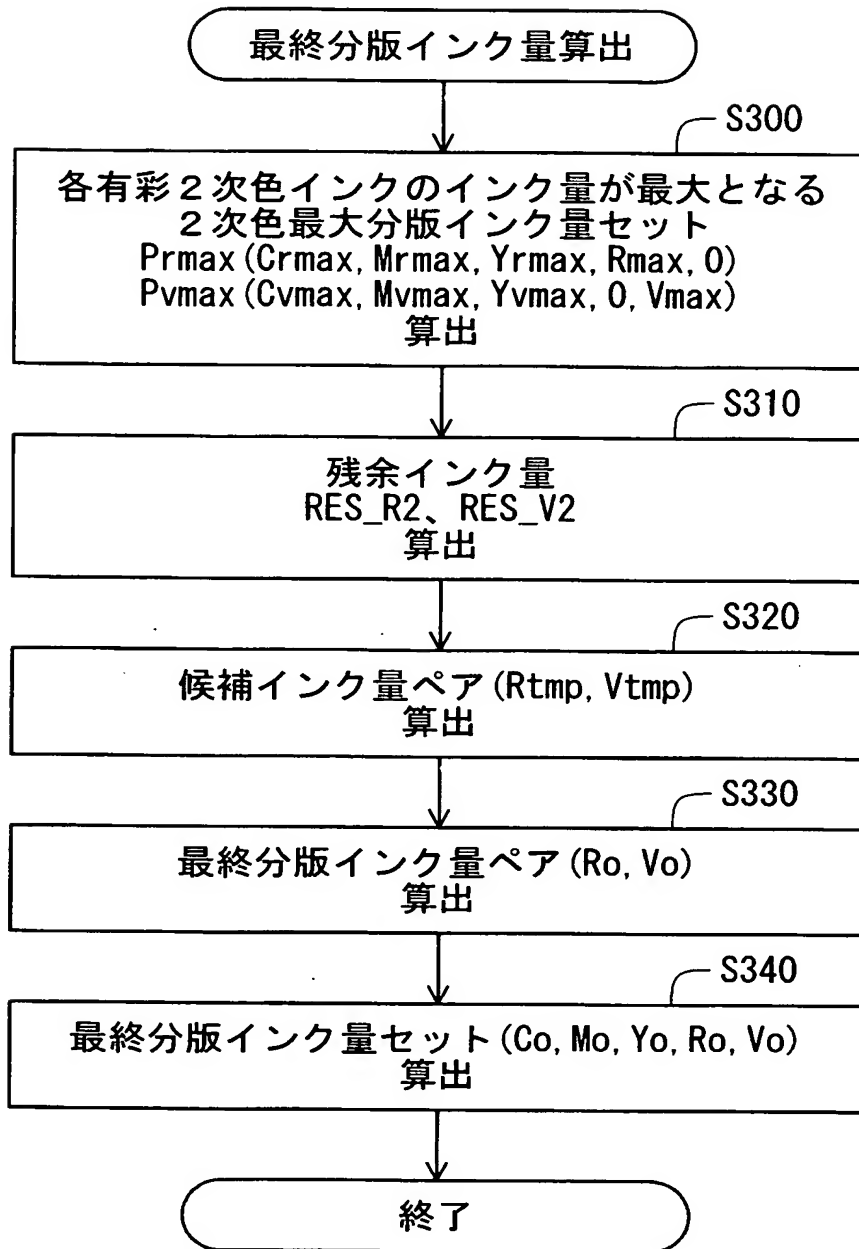 最終分版インク量算出
S300
各有彩２次色インクのインク量が最大となる
２次色最大分版インク量セット
Prmax(Crmax, Mrmax, Yrmax, Rmax, 0)
Pvmax(Cvmax, Mvmax, Yvmax, 0, Vmax)
算出
S310
残余インク量
RES_R2、RES_V2
算出
S320
候補インク量ペア(Rtmp, Vtmp)
算出
S330
最終分版インク量ペア(Ro, Vo)
算出
S340
最終分版インク量セット(Co, Mo, Yo, Ro, Vo)
算出
終了